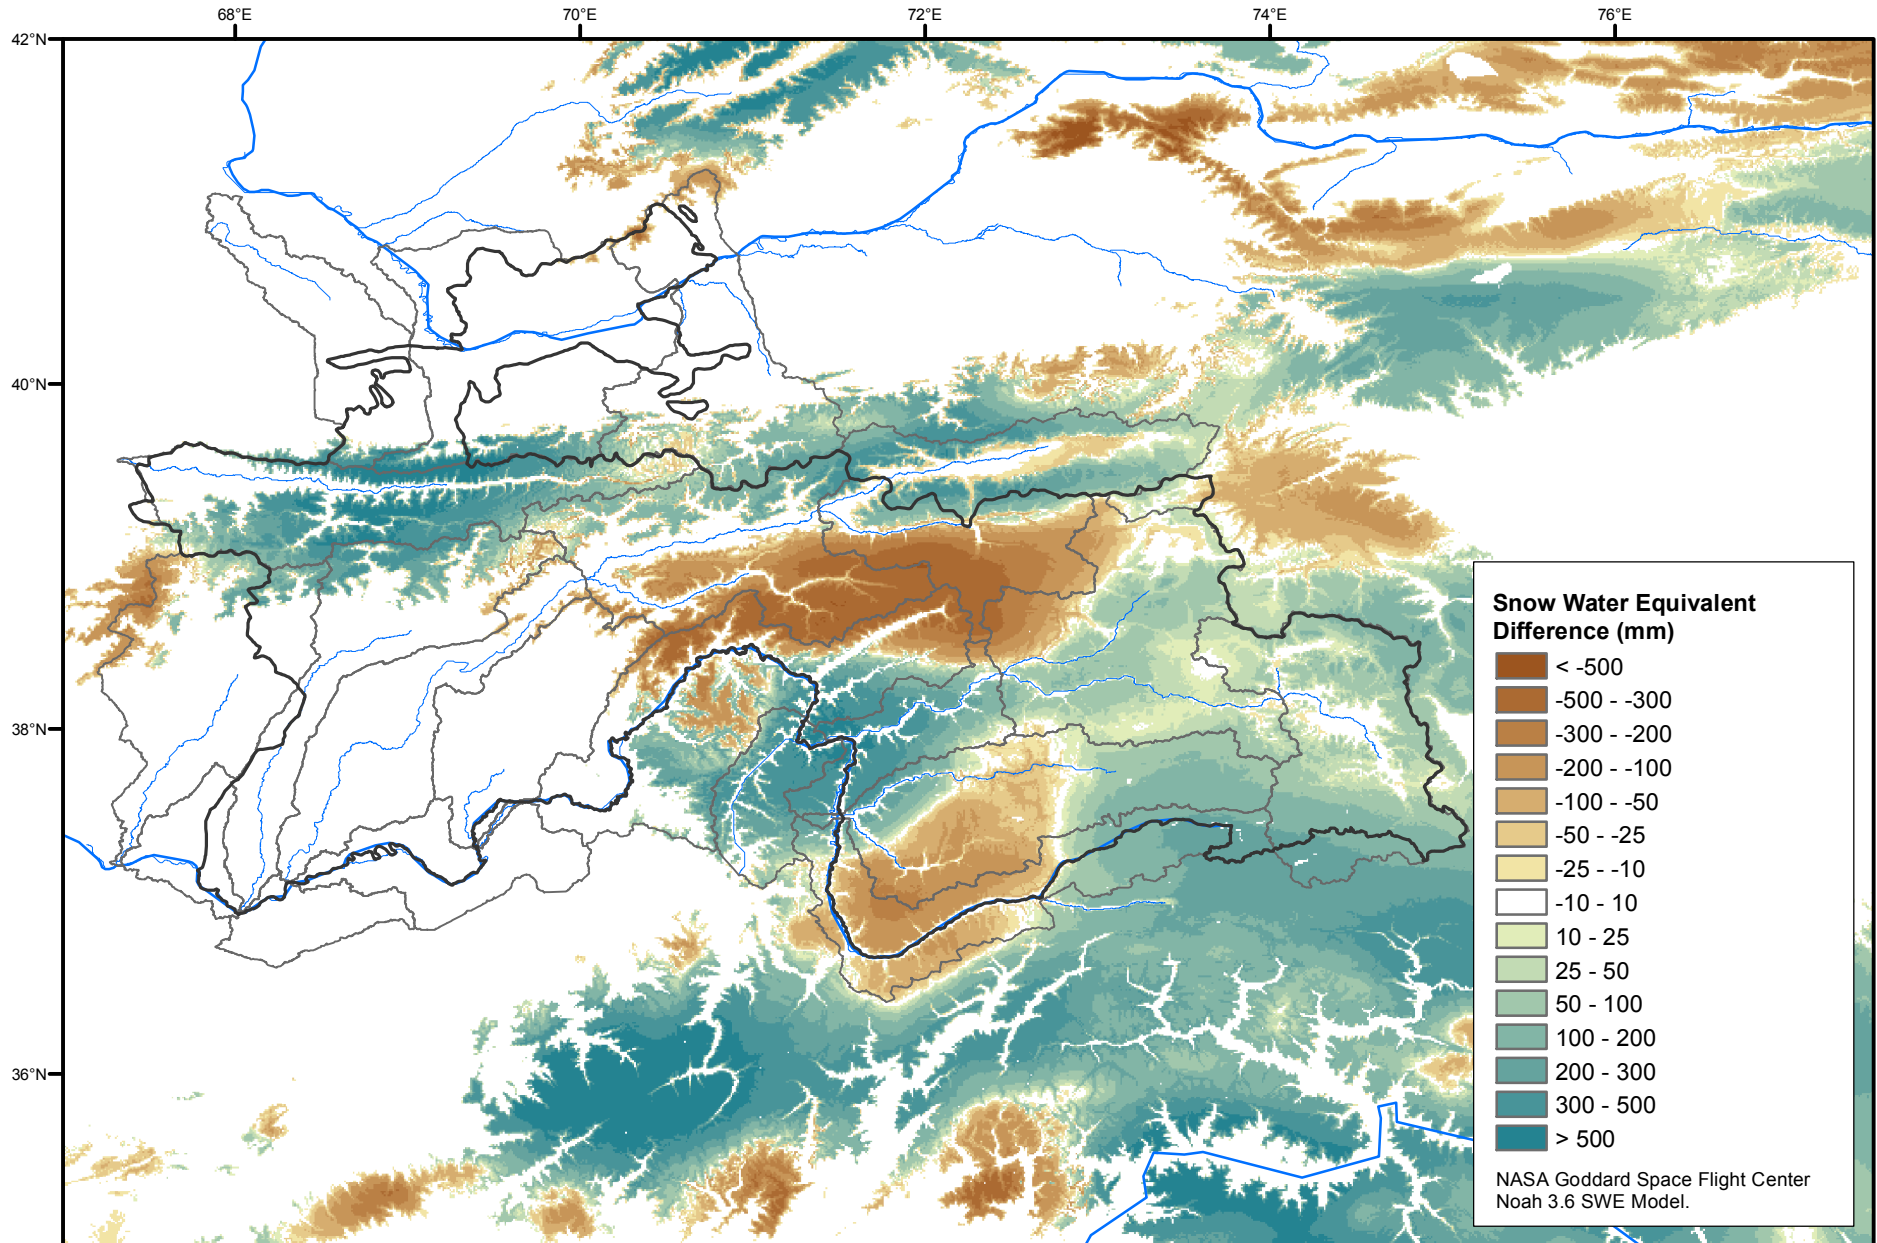 68°E 70°E 72°E 74°E 76°E
42°N
40°N
38°N
36°N
Snow Water Equivalent
Difference (mm)
< -500
-500 - -300
-300 - -200
-200 - -100
-100 - -50
-50 - -25
-25 - -10
-10 - 10
10 - 25
25 - 50
50 - 100
100 - 200
200 - 300
300 - 500
> 500
NASA Goddard Space Flight Center
Noah 3.6 SWE Model.